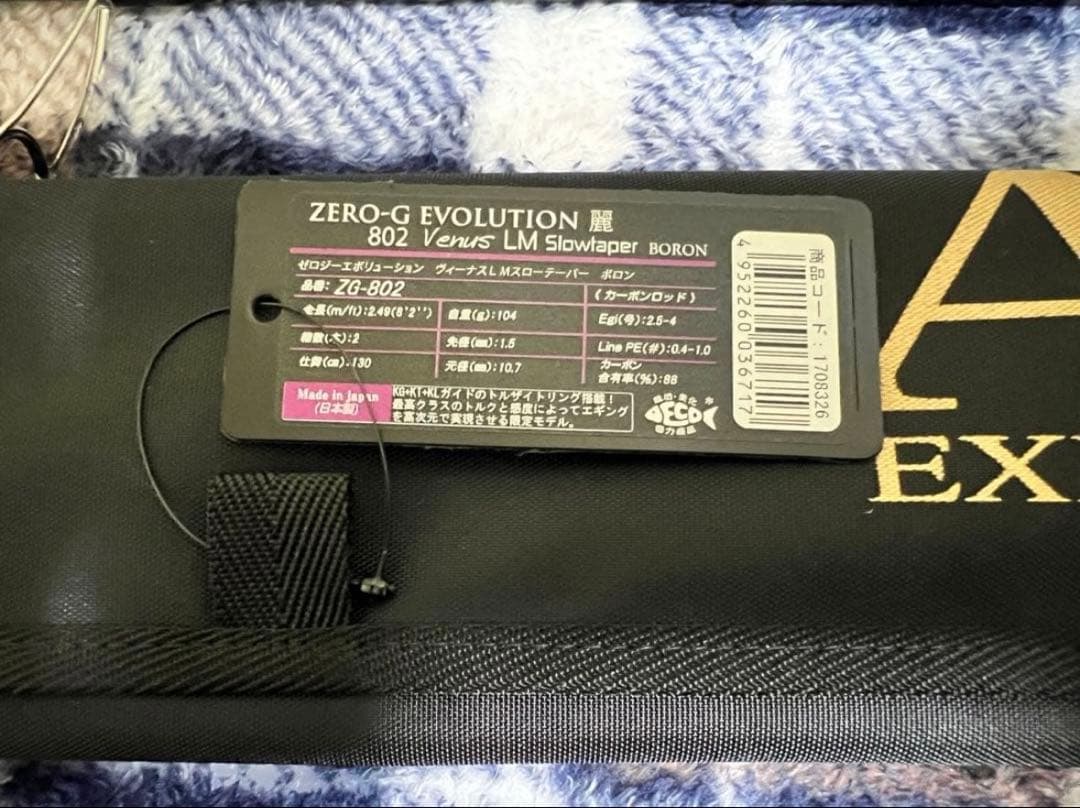 ZERO-G EVOLUTION 麗
802 Venus LM Slowtaper BORON
ゼロジーエボリューション ヴィーナスLMスローテーパー ボロン
品番: ZG-802
(カーボンロッド)
全長(m/ft):2.49(8'2'')
自重(g):104
Egi(号):2.5-4
継数(本):2
先径(㎜):1.5
Line PE(#):0.4-1.0
仕舞(㎝):130
元径(㎜):10.7
カーボン
含有率(%):88
Made in japan
(日本製)
KG+KT+KLガイドのトルザイトリング搭載!
最高クラスのトルクと感度によってエギング
を高次元で実現させる限定モデル。
ECO
商品コード:1708326
4952260036717
A
EX